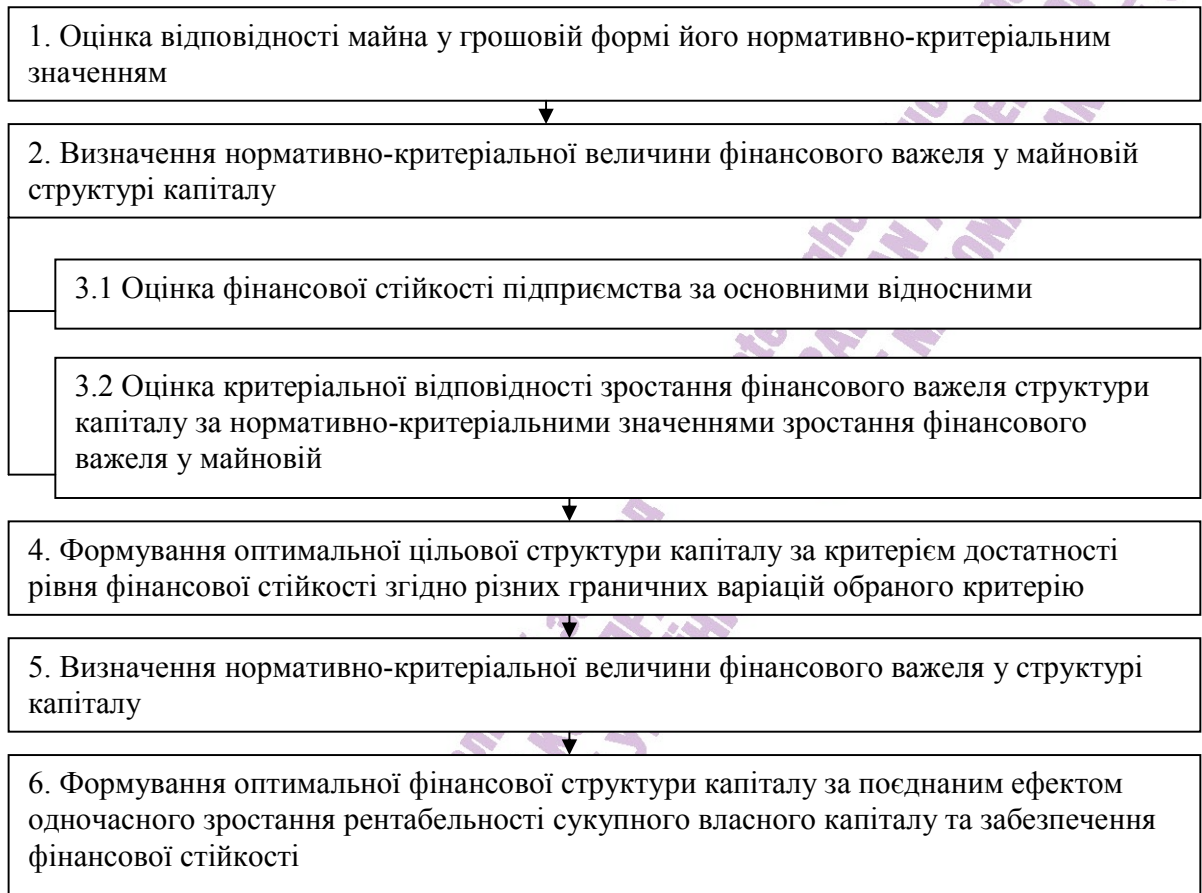 1. Оцінка відповідності майна у грошовій формі його нормативно-критеріальним
значенням
2. Визначення нормативно-критеріальної величини фінансового важеля у майновій
структурі капіталу
3.1 Оцінка фінансової стійкості підприємства за основними відносними
3.2 Оцінка критеріальної відповідності зростання фінансового важеля структури
капіталу за нормативно-критеріальними значеннями зростання фінансового
важеля у майновій
4. Формування оптимальної цільової структури капіталу за критерієм достатності
рівня фінансової стійкості згідно різних граничних варіацій обраного критерію
5. Визначення нормативно-критеріальної величини фінансового важеля у структурі
капіталу
6. Формування оптимальної фінансової структури капіталу за поєднаним ефектом
одночасного зростання рентабельності сукупного власного капіталу та забезпечення
фінансової стійкості